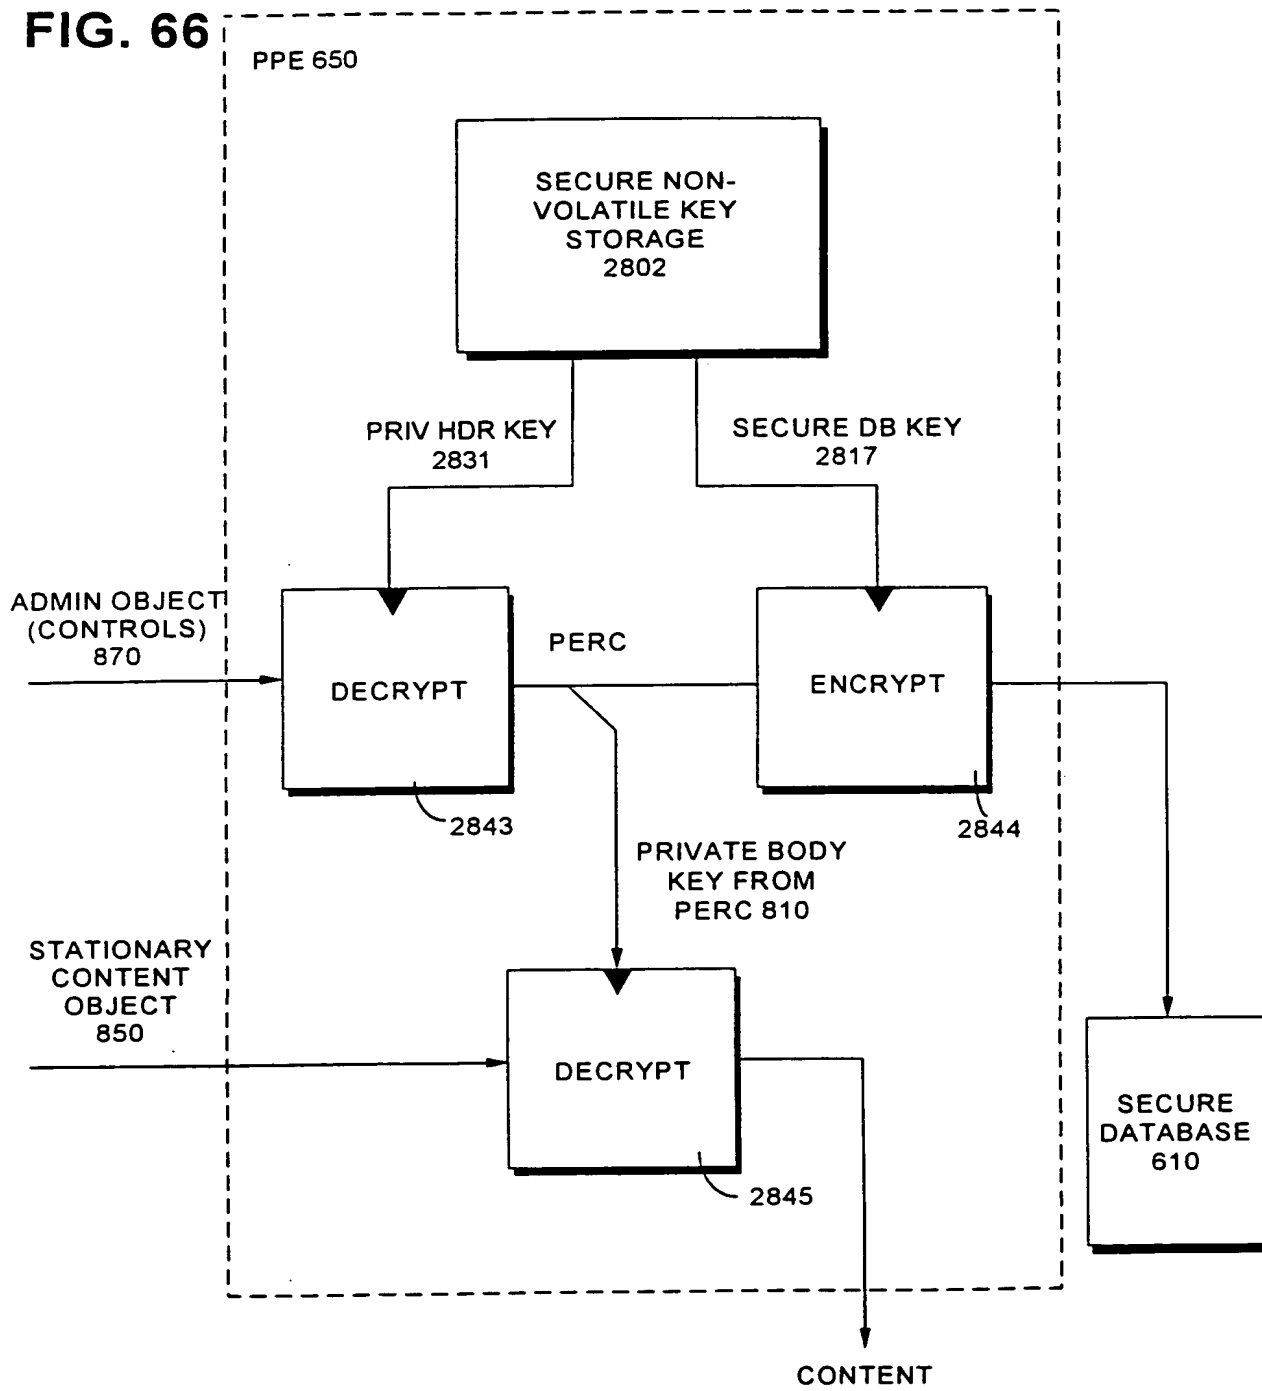 FIG. 66
PPE 650
SECURE NON-
VOLATILE KEY
STORAGE
2802
PRIV HDR KEY
2831
SECURE DB KEY
2817
ADMIN OBJECT
(CONTROLS)
870
DECRYPT
PERC
ENCRYPT
2843
2844
PRIVATE BODY
KEY FROM
PERC 810
STATIONARY
CONTENT
OBJECT
850
DECRYPT
2845
SECURE
DATABASE
610
CONTENT